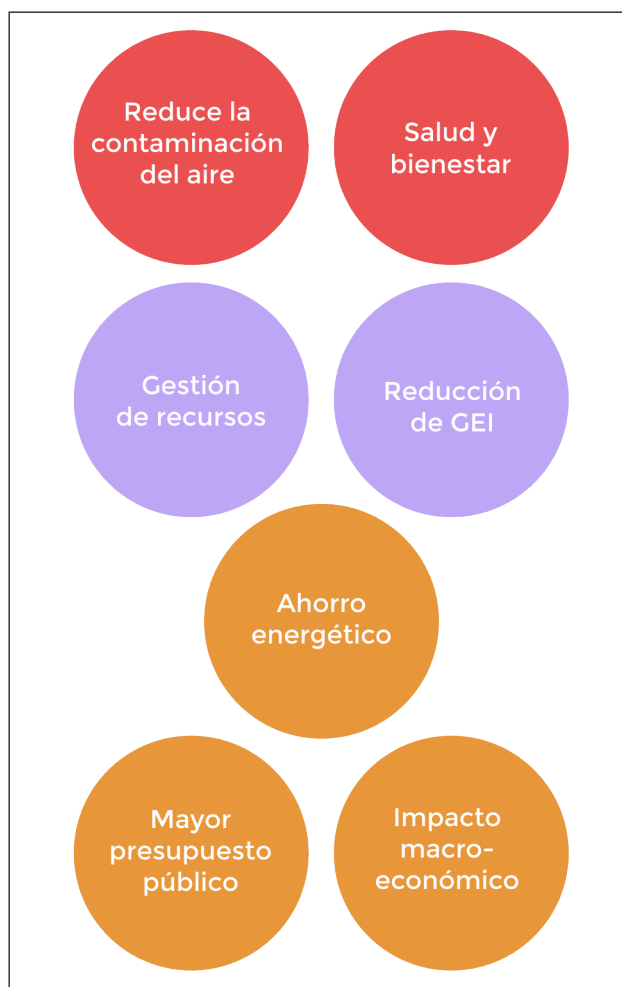 Reduce la
contaminación
del aire
Salud y
bienestar
Gestión
de recursos
Reducción
de GEI
Ahorro
energético
Mayor
presupuesto
público
Impacto
macro-
económico